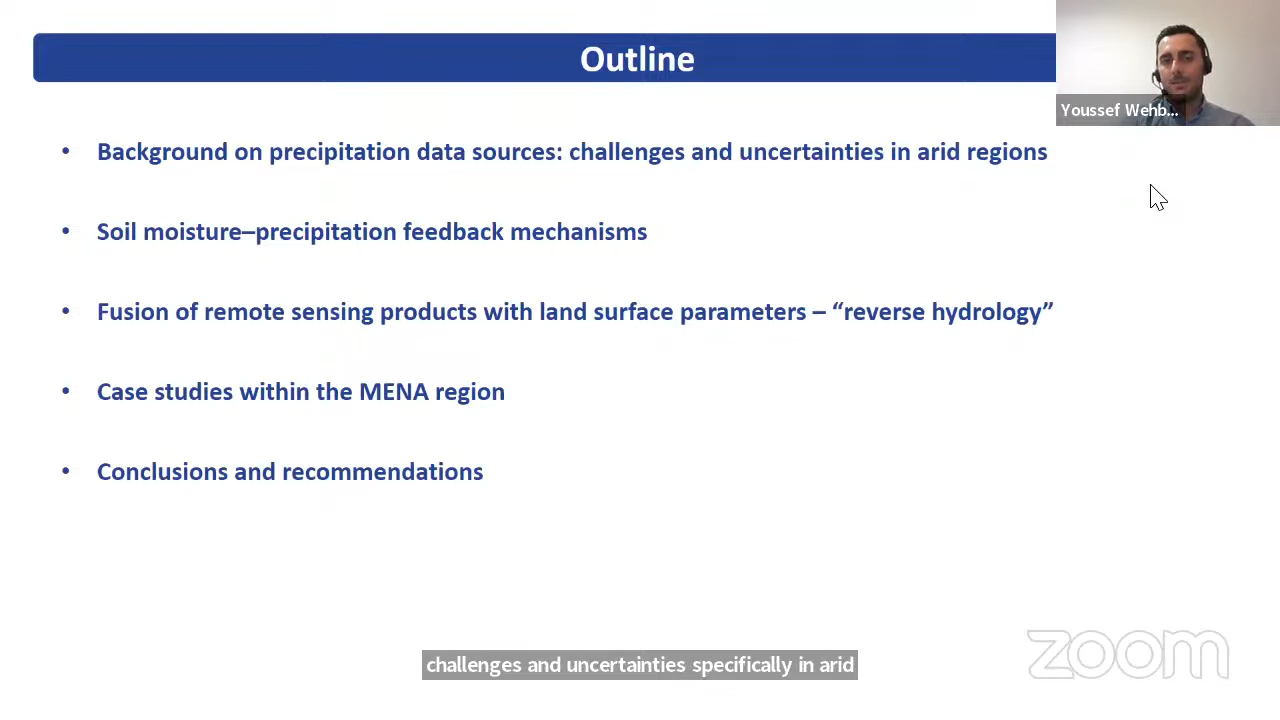 Outline
Youssef Wehb...
• Background on precipitation data sources: challenges and uncertainties in arid regions
• Soil moisture–precipitation feedback mechanisms
• Fusion of remote sensing products with land surface parameters – “reverse hydrology”
• Case studies within the MENA region
• Conclusions and recommendations
challenges and uncertainties specifically in arid
zoom